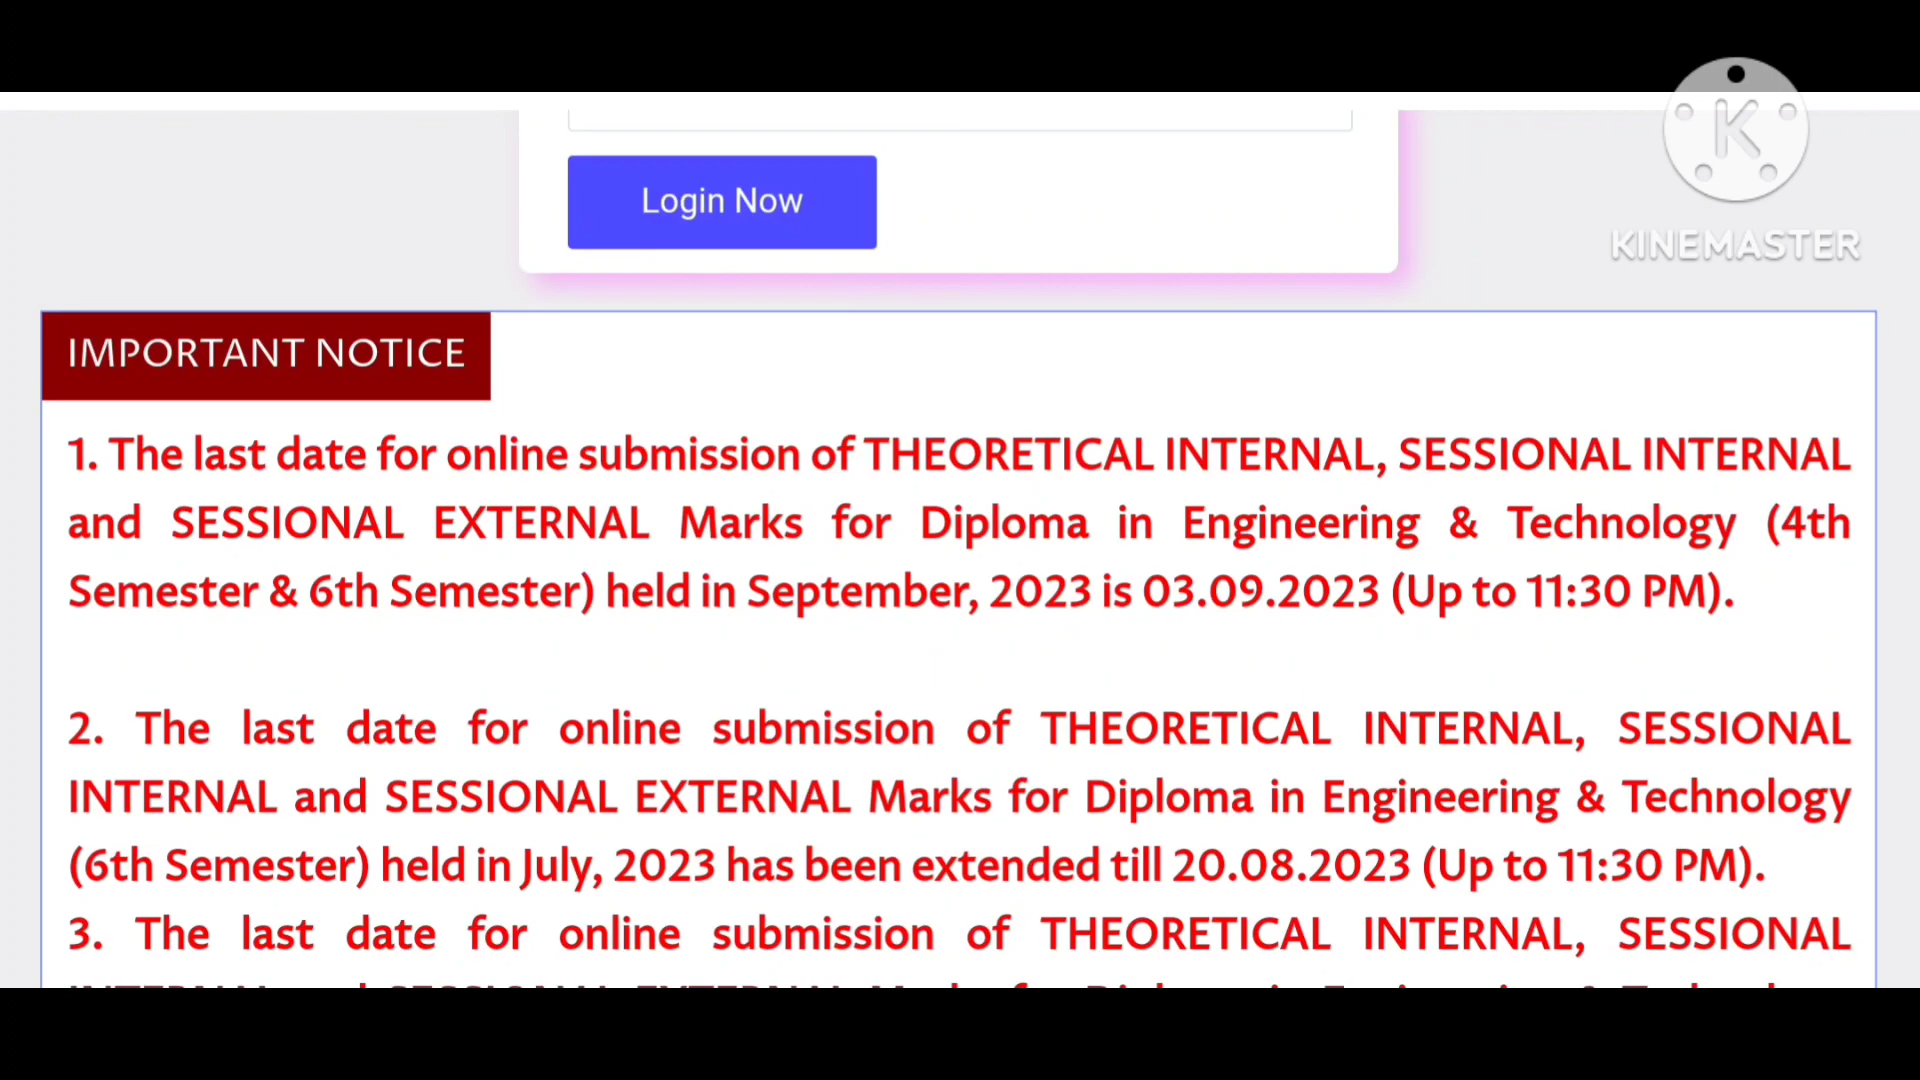 Login Now
K
KINEMASTER
IMPORTANT NOTICE
1. The last date for online submission of THEORETICAL INTERNAL, SESSIONAL INTERNAL
and SESSIONAL EXTERNAL Marks for Diploma in Engineering & Technology (4th
Semester & 6th Semester) held in September, 2023 is 03.09.2023 (Up to 11:30 PM).
2. The last date for online submission of THEORETICAL INTERNAL, SESSIONAL
INTERNAL and SESSIONAL EXTERNAL Marks for Diploma in Engineering & Technology
(6th Semester) held in July, 2023 has been extended till 20.08.2023 (Up to 11:30 PM).
3. The last date for online submission of THEORETICAL INTERNAL, SESSIONAL